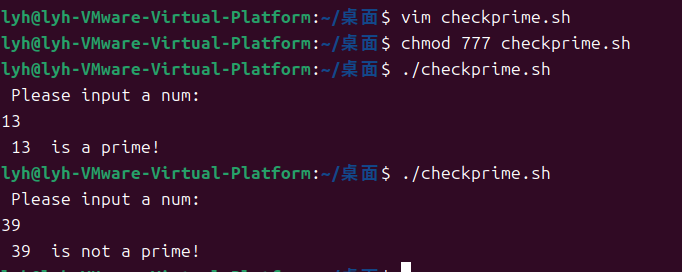 lyh@lyh-VMware-Virtual-Platform:~/桌面$ vim checkprime.sh
lyh@lyh-VMware-Virtual-Platform:~/桌面$ chmod 777 checkprime.sh
lyh@lyh-VMware-Virtual-Platform:~/桌面$ ./checkprime.sh
 Please input a num:
13
 13  is a prime!
lyh@lyh-VMware-Virtual-Platform:~/桌面$ ./checkprime.sh
 Please input a num:
39
 39  is not a prime!